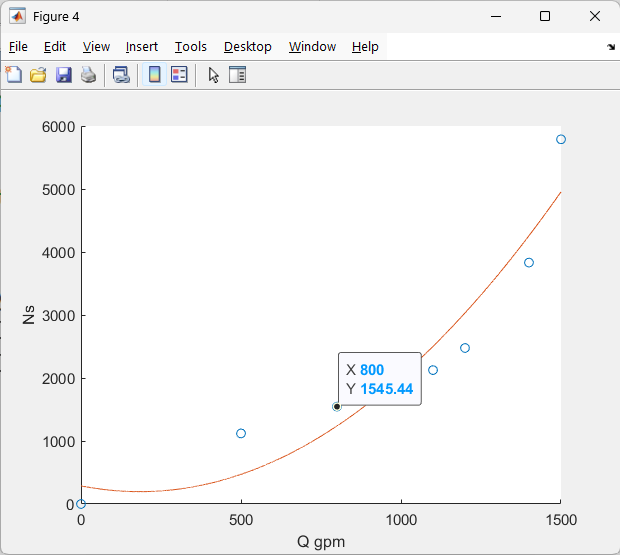 Figure 4
File Edit View Insert Tools Desktop Window Help
6000
5000
4000
3000
2000
1000
0
Ns
X 800
Y 1545.44
0 500 1000 1500
Q gpm